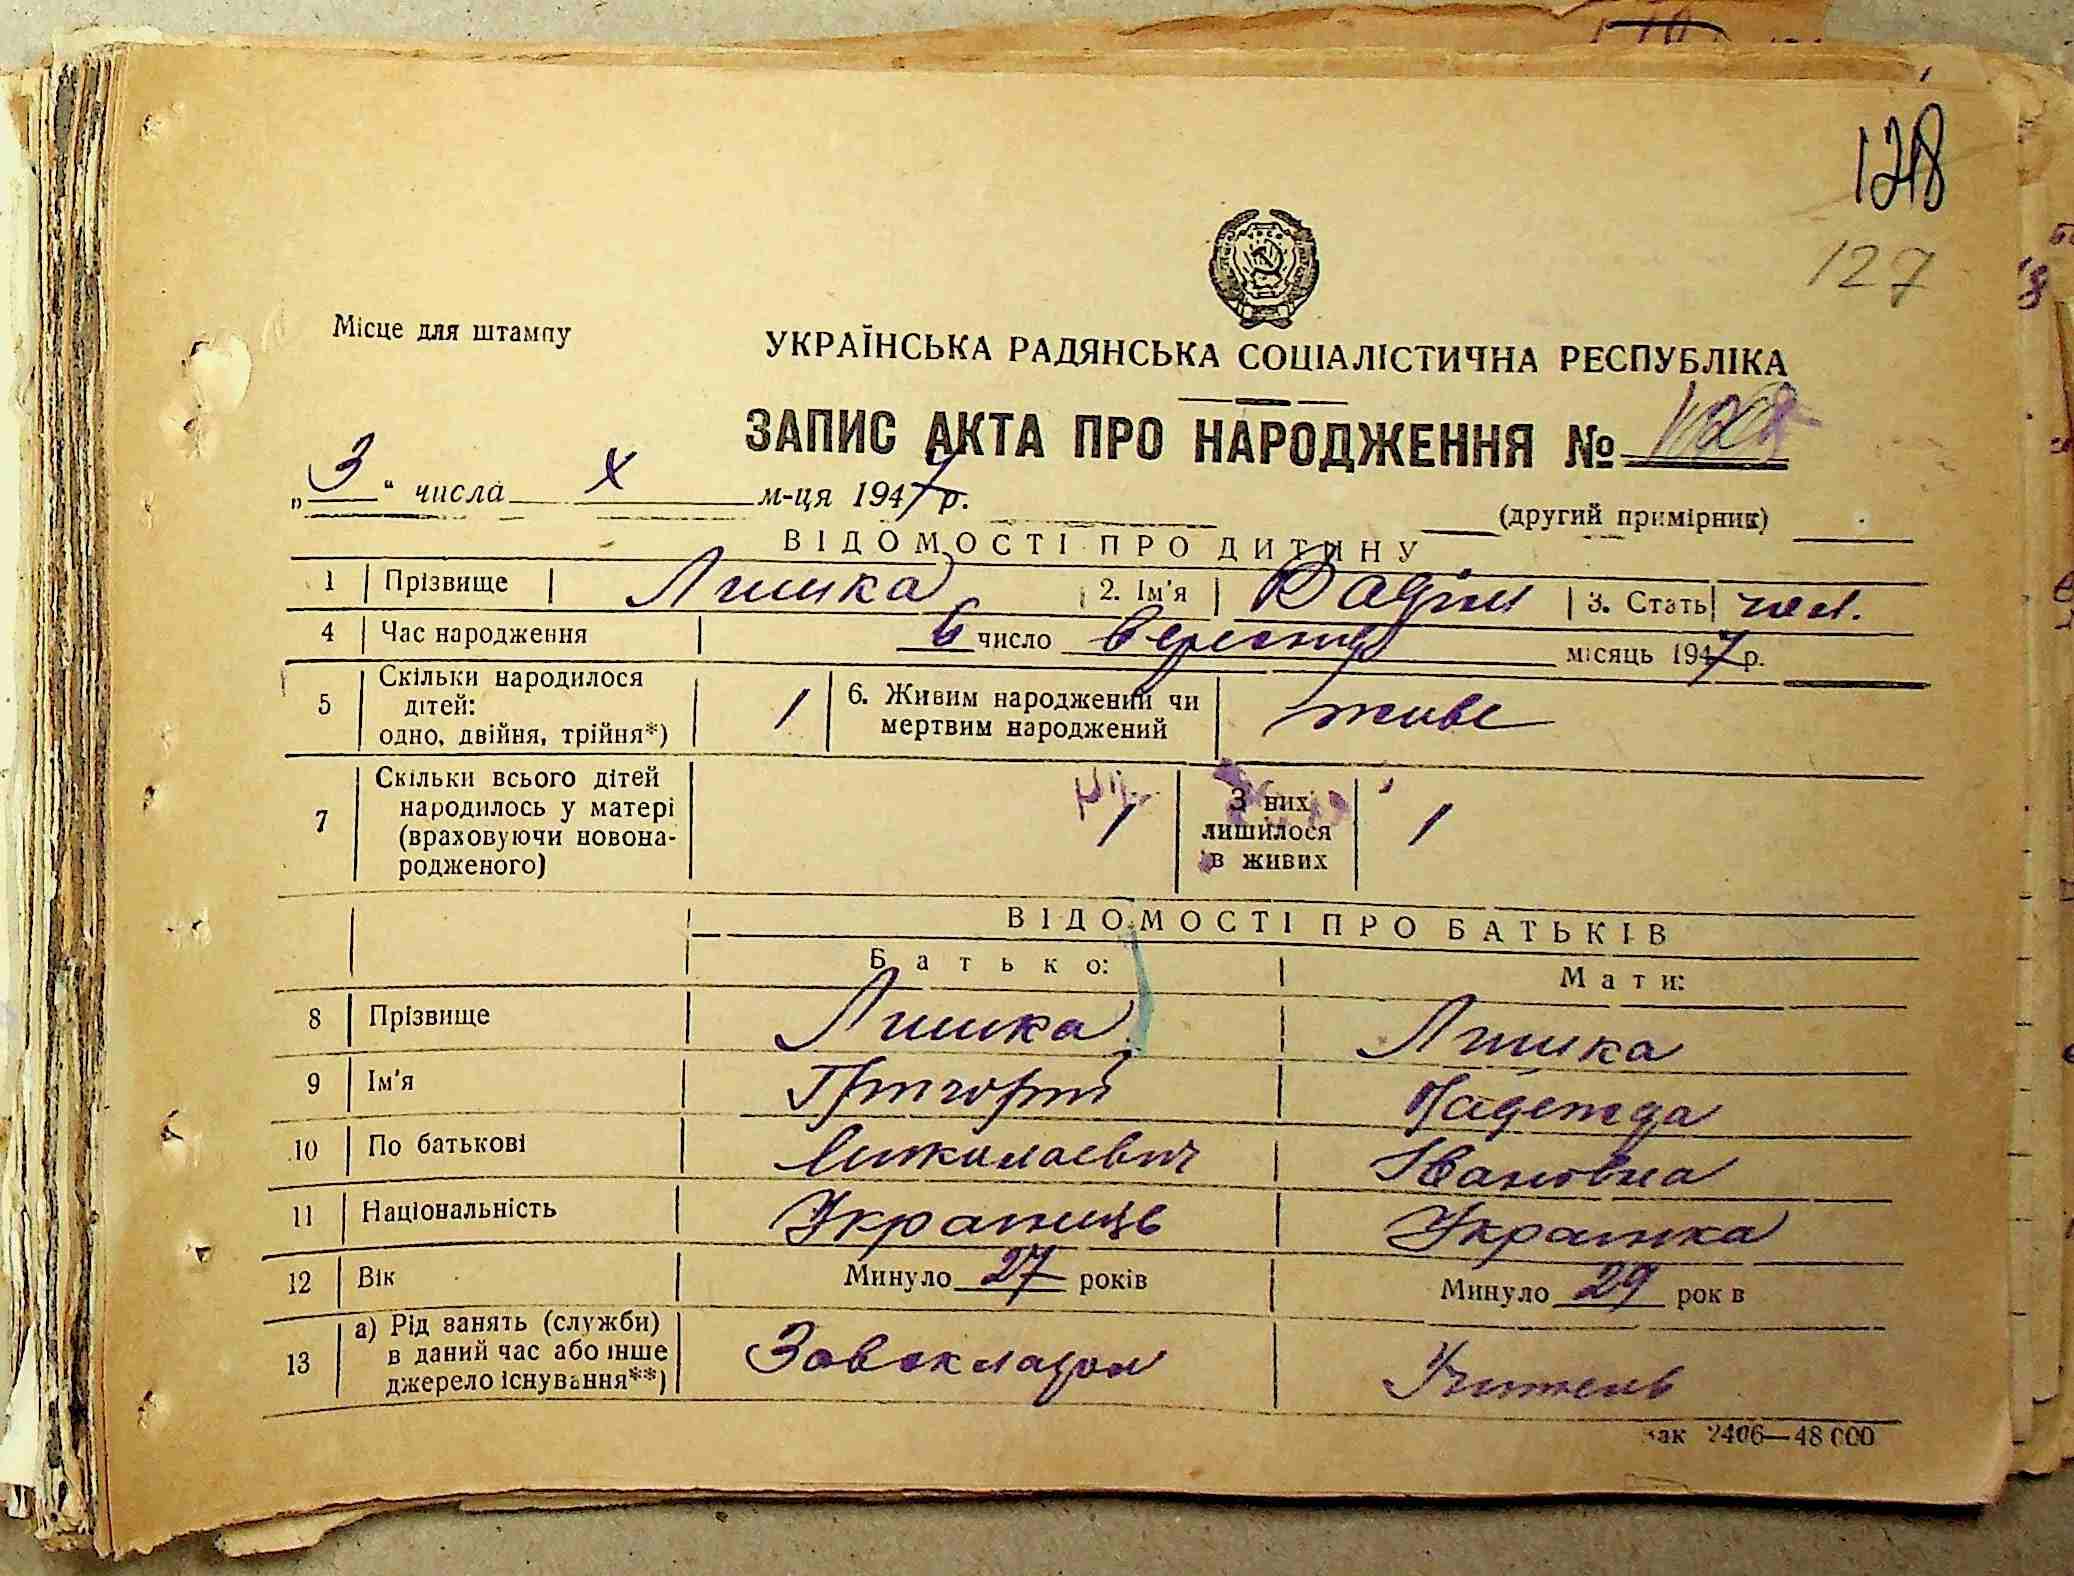 128
127
Місце для штампу
УКРАЇНСЬКА РАДЯНСЬКА СОЦІАЛІСТИЧНА РЕСПУБЛІКА
ЗАПИС АКТА ПРО НАРОДЖЕННЯ №
„3“ числа X м-ця 1947 р.
(другий примірник)
ВІДОМОСТІ ПРО ДИТИНУ
1 Прізвище Лишка 2. Ім'я Вадім 3. Стать чол.
4 Час народження 6 число вересня місяць 1947 р.
5 Скільки народилося дітей: одно, двійня, трійня*) 1 6. Живим народжений чи мертвим народжений живе
7 Скільки всього дітей народилось у матері (враховуючи новонародженого) 1 З них лишилося в живих 1
ВІДОМОСТІ ПРО БАТЬКІВ
Батько: Мати:
8 Прізвище Лишка Лишка
9 Ім'я Григорій Надежда
10 По батькові Николаевич Ивановна
11 Національність Українць Українка
12 Вік Минуло 27 років Минуло 29 рок в
13 а) Рід занять (служби) в даний час або інше джерело існування**) Завскладом Учитель
Зак 2406—48 000